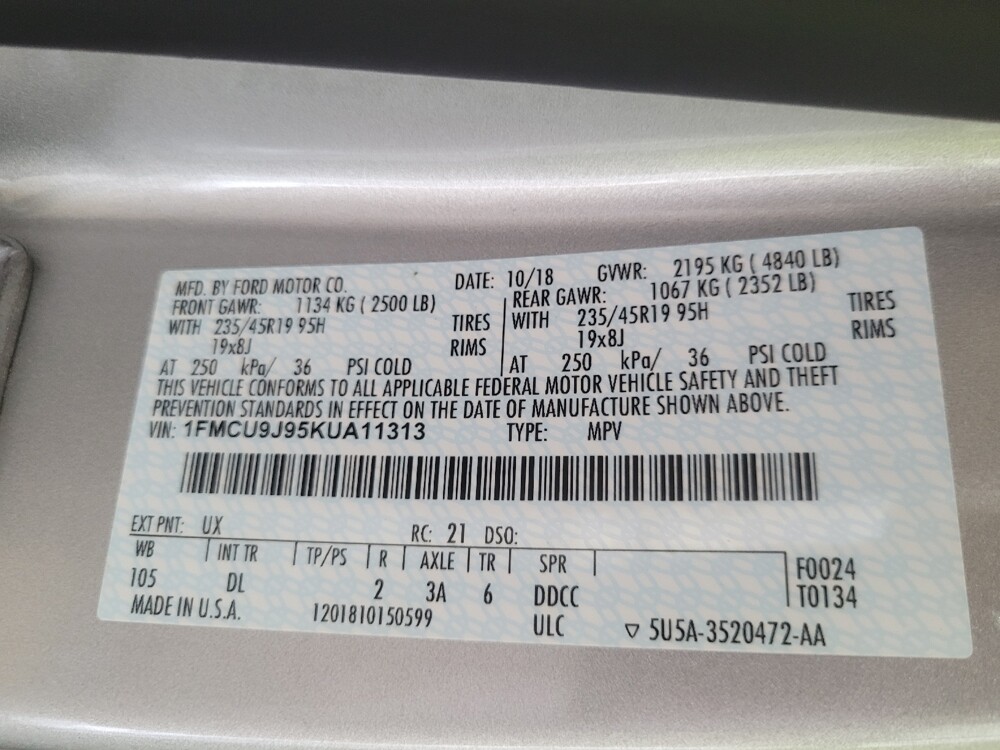 MFD. BY FORD MOTOR CO. DATE: 10/18 GVWR: 2195 KG ( 4840 LB)
FRONT GAWR: 1134 KG ( 2500 LB) REAR GAWR: 1067 KG ( 2352 LB)
WITH 235/45R19 95H TIRES WITH 235/45R19 95H TIRES
19x8J RIMS 19x8J RIMS
AT 250 kPa/ 36 PSI COLD AT 250 kPa/ 36 PSI COLD
THIS VEHICLE CONFORMS TO ALL APPLICABLE FEDERAL MOTOR VEHICLE SAFETY AND THEFT
PREVENTION STANDARDS IN EFFECT ON THE DATE OF MANUFACTURE SHOWN ABOVE.
VIN: 1FMCU9J95KUA11313 TYPE: MPV
EXT PNT: UX RC: 21 DSO:
WB INT TR TP/PS R AXLE TR SPR F0024
105 DL 2 3A 6 DDCC T0134
MADE IN U.S.A. 1201810150599 ULC ▽ 5U5A-3520472-AA